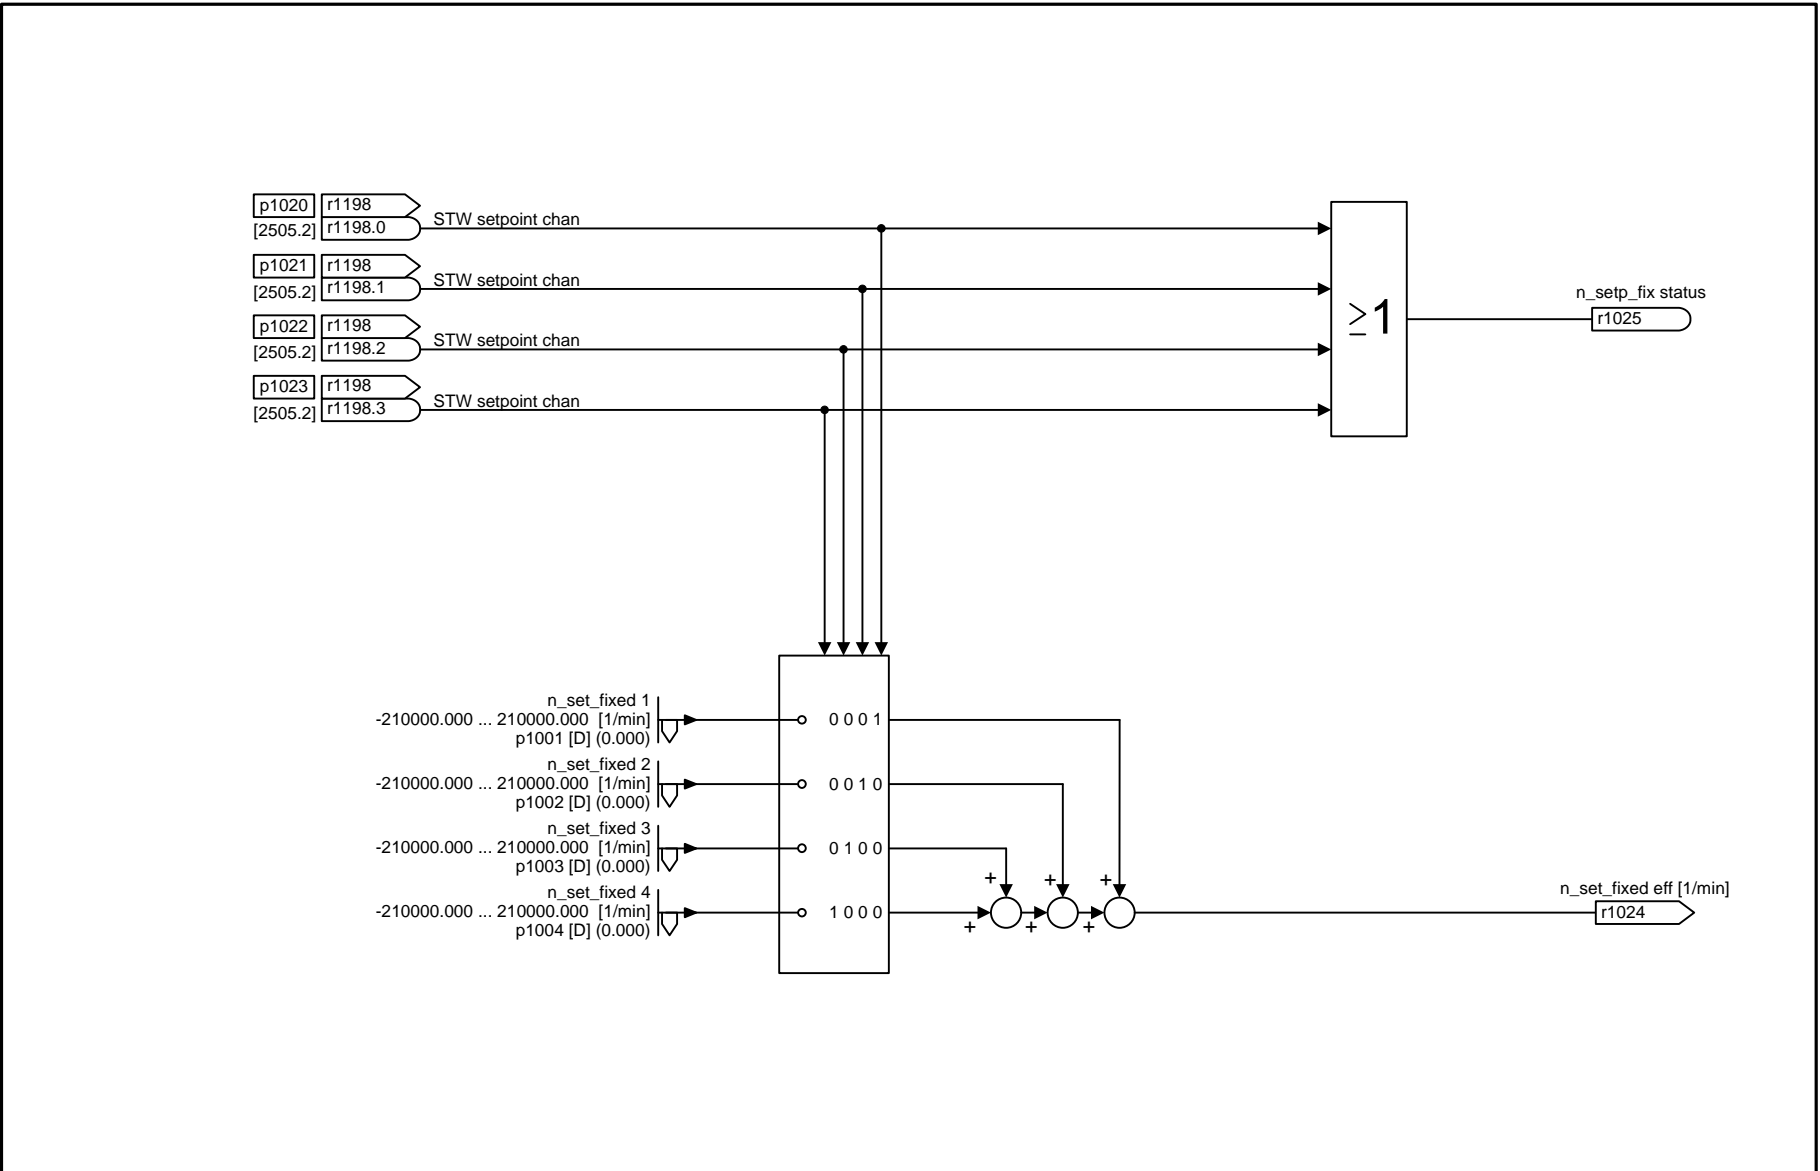 p1020 r1198
[2505.2] r1198.0 STW setpoint chan
p1021 r1198
[2505.2] r1198.1 STW setpoint chan
p1022 r1198
[2505.2] r1198.2 STW setpoint chan
p1023 r1198
[2505.2] r1198.3 STW setpoint chan
≥1
n_setp_fix status
r1025
n_set_fixed 1
-210000.000 ... 210000.000 [1/min]
p1001 [D] (0.000)
0 0 0 1
n_set_fixed 2
-210000.000 ... 210000.000 [1/min]
p1002 [D] (0.000)
0 0 1 0
n_set_fixed 3
-210000.000 ... 210000.000 [1/min]
p1003 [D] (0.000)
0 1 0 0
n_set_fixed 4
-210000.000 ... 210000.000 [1/min]
p1004 [D] (0.000)
1 0 0 0
+ + +
+ + +
n_set_fixed eff [1/min]
r1024